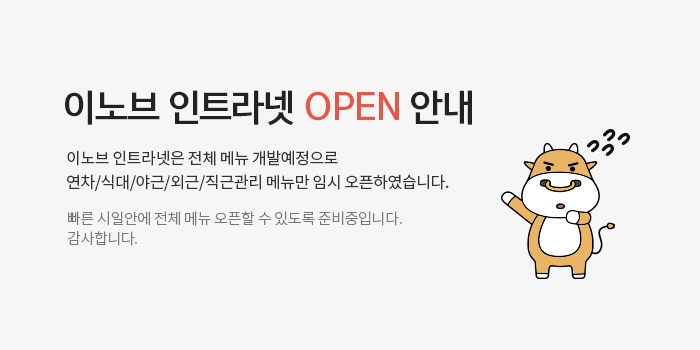 이노브 인트라넷 OPEN 안내
이노브 인트라넷은 전체 메뉴 개발예정으로
연차/식대/야근/외근/직근관리 메뉴만 임시 오픈하였습니다.
빠른 시일안에 전체 메뉴 오픈할 수 있도록 준비중입니다.
감사합니다.